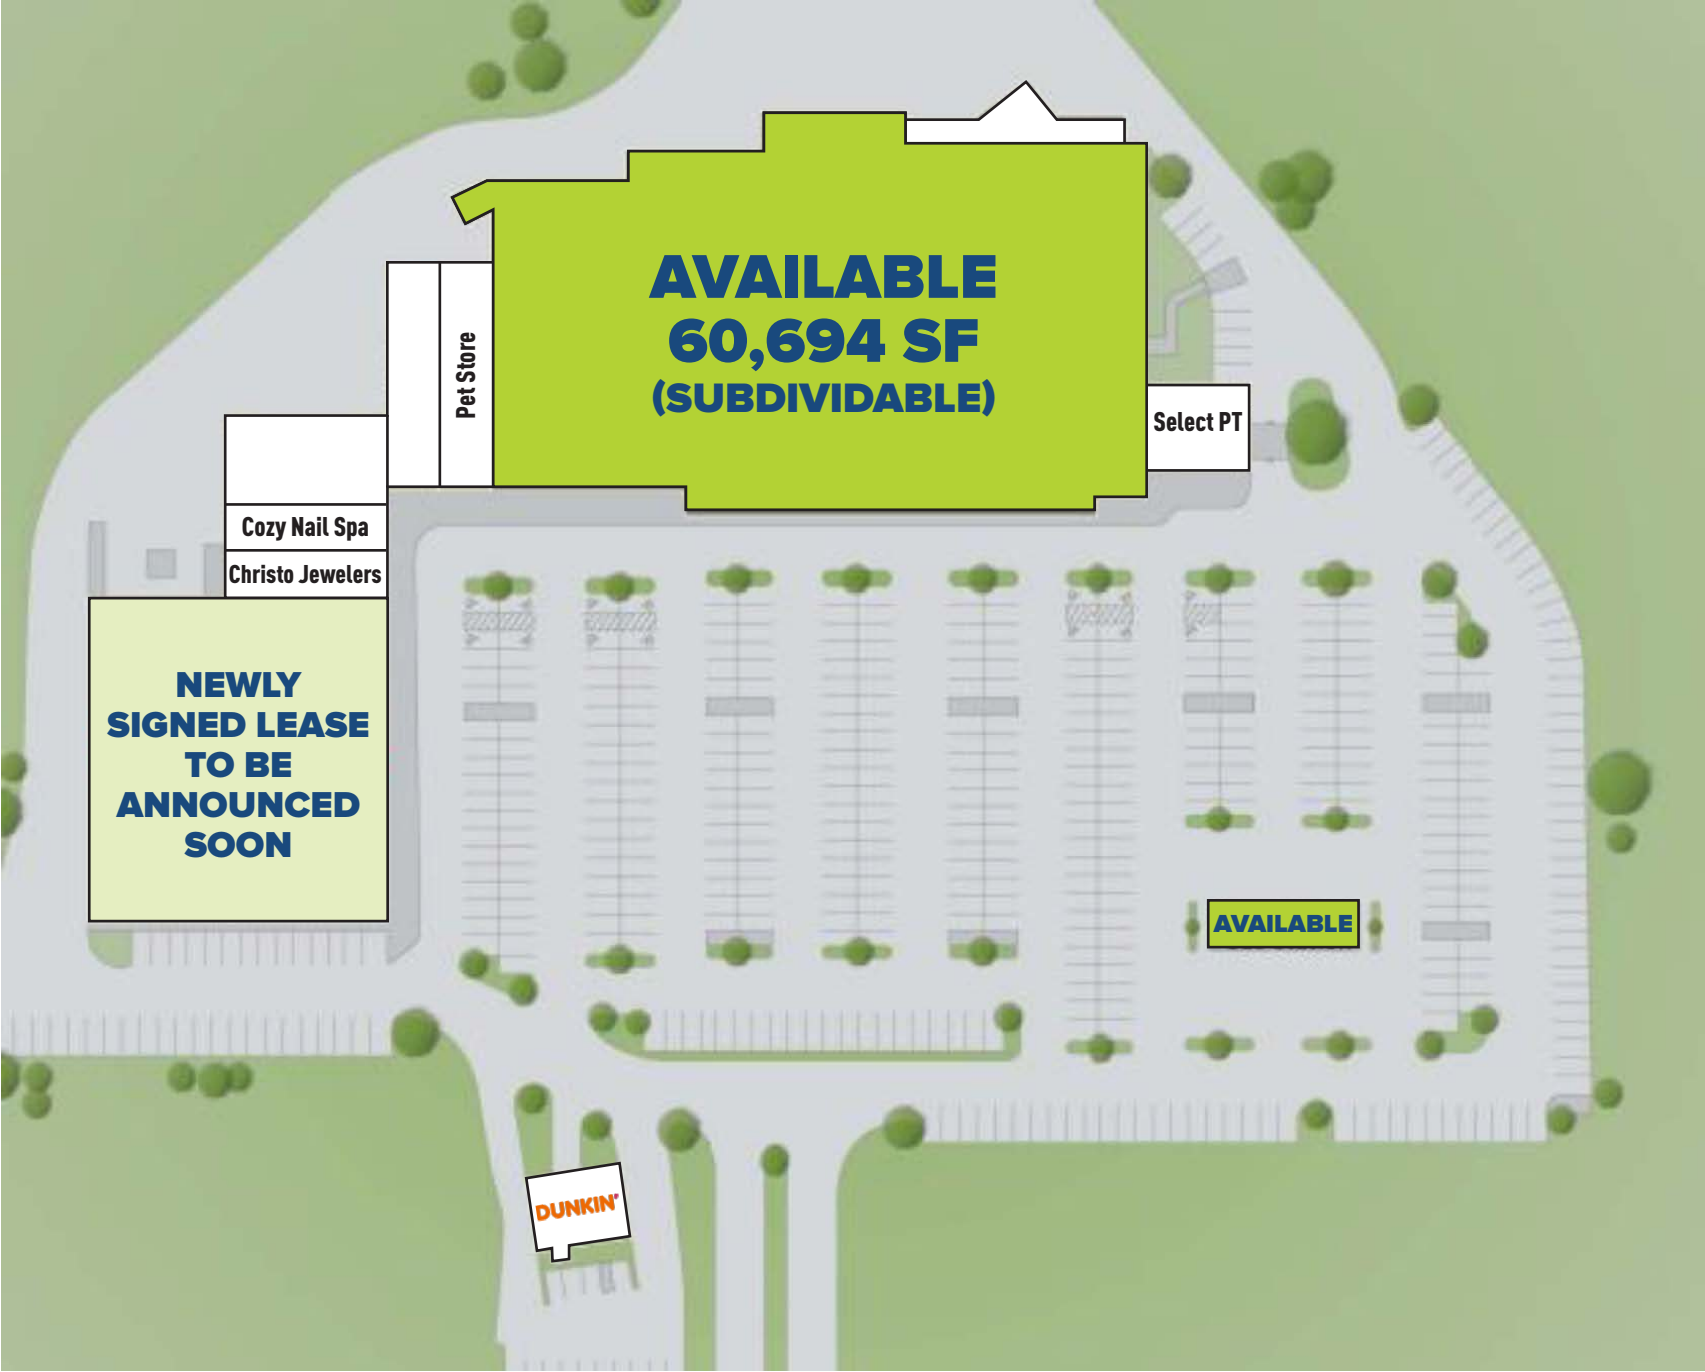 AVAILABLE
60,694 SF
(SUBDIVIDABLE)
Pet Store
Select PT
Cozy Nail Spa
Christo Jewelers
NEWLY
SIGNED LEASE
TO BE
ANNOUNCED
SOON
AVAILABLE
DUNKIN'